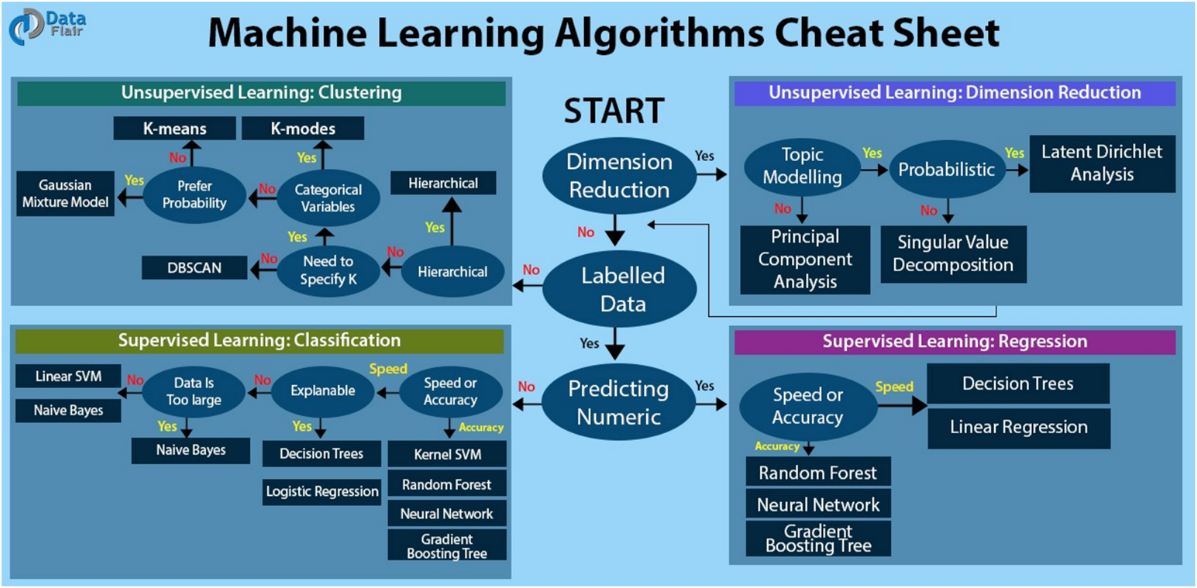 Data
Flair
Machine Learning Algorithms Cheat Sheet
Unsupervised Learning: Clustering
K-means
K-modes
No
Yes
Gaussian
Mixture Model
Yes
Prefer
Probability
No
Categorical
Variables
Hierarchical
Yes
Yes
DBSCAN
No
Need to
Specify K
No
Hierarchical
START
Dimension
Reduction
Yes
No
Labelled
Data
No
Yes
Predicting
Numeric
No
Yes
Unsupervised Learning: Dimension Reduction
Topic
Modelling
Yes
Probabilistic
Yes
Latent Dirichlet
Analysis
No
No
Principal
Component
Analysis
Singular Value
Decomposition
Supervised Learning: Classification
Linear SVM
Naive Bayes
No
Data Is
Too large
No
Explanable
Speed
Speed or
Accuracy
Yes
Yes
Accuracy
Naive Bayes
Decision Trees
Logistic Regression
Kernel SVM
Random Forest
Neural Network
Gradient
Boosting Tree
Supervised Learning: Regression
Speed or
Accuracy
Speed
Decision Trees
Linear Regression
Accuracy
Random Forest
Neural Network
Gradient
Boosting Tree